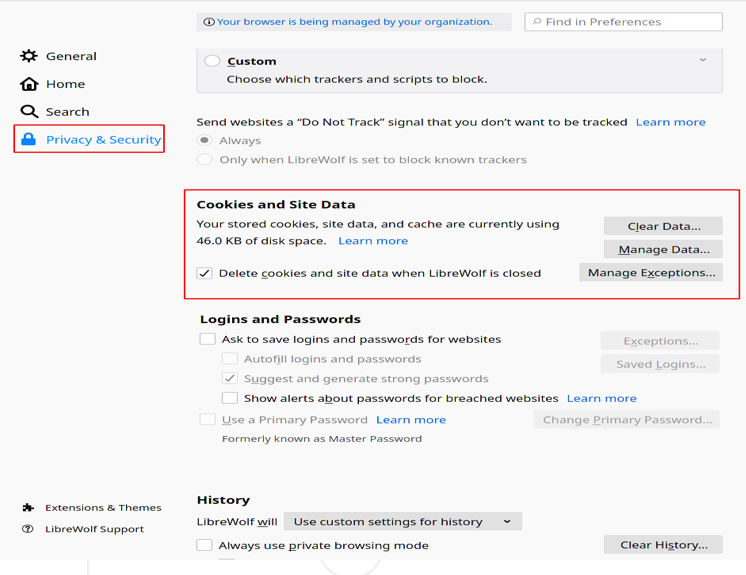 Your browser is being managed by your organization.
Find in Preferences
General
Home
Search
Privacy & Security
Custom
Choose which trackers and scripts to block.
Send websites a “Do Not Track” signal that you don’t want to be tracked Learn more
Always
Only when LibreWolf is set to block known trackers
Cookies and Site Data
Your stored cookies, site data, and cache are currently using
46.0 KB of disk space. Learn more
Clear Data...
Manage Data...
Delete cookies and site data when LibreWolf is closed
Manage Exceptions...
Logins and Passwords
Ask to save logins and passwords for websites
Exceptions...
Autofill logins and passwords
Saved Logins...
Suggest and generate strong passwords
Show alerts about passwords for breached websites Learn more
Use a Primary Password Learn more
Change Primary Password...
Formerly known as Master Password
Extensions & Themes
LibreWolf Support
History
LibreWolf will Use custom settings for history
Always use private browsing mode
Clear History...